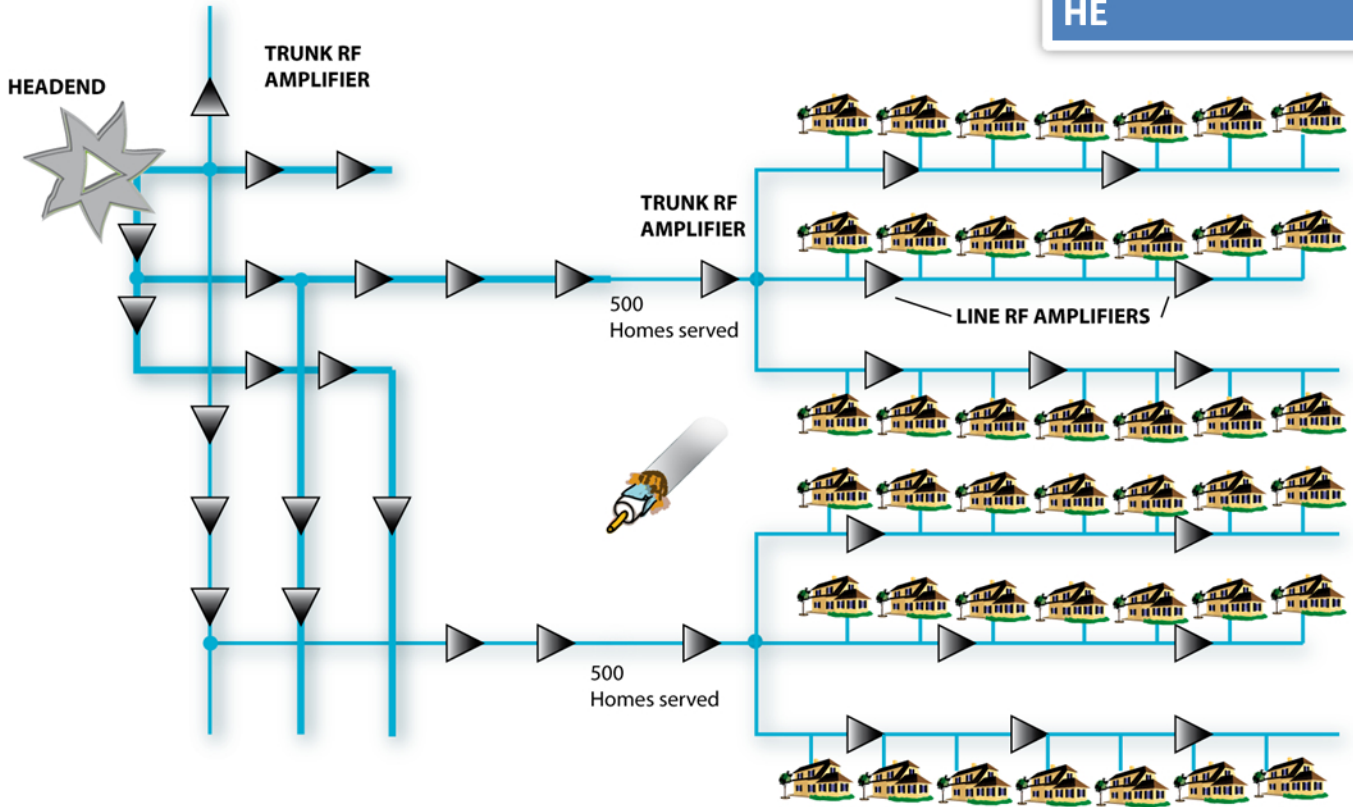 HE
TRUNK RF
AMPLIFIER
HEADEND
TRUNK RF
AMPLIFIER
500
Homes served
LINE RF AMPLIFIERS
500
Homes served